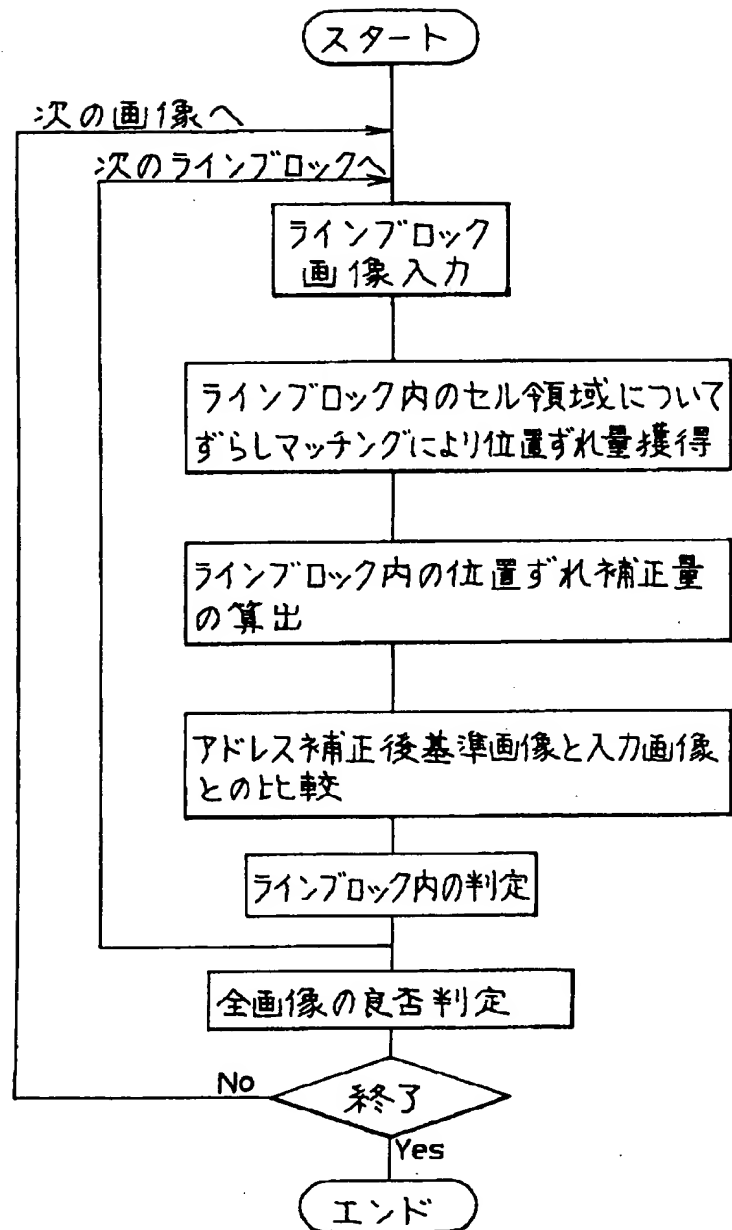 スタート
次の画像へ
次のラインブロックへ
ラインブロック
画像入力
ラインブロック内のセル領域について
ずらしマッチングにより位置ずれ量獲得
ラインブロック内の位置ずれ補正量
の算出
アドレス補正後基準画像と入力画像
との比較
ラインブロック内の判定
全画像の良否判定
No
終了
Yes
エンド